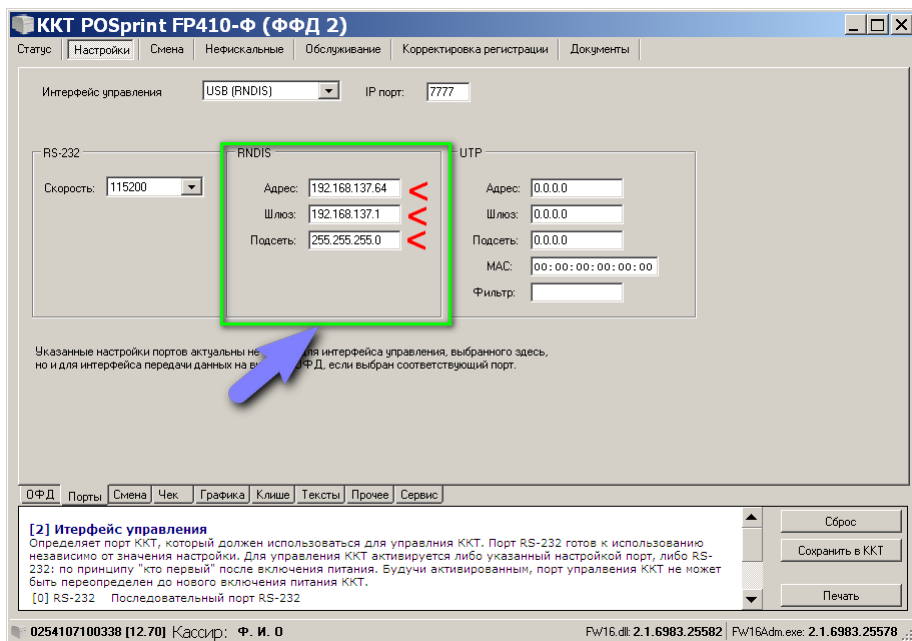 ККТ POSprint FP410-Ф (ФФД 2)
Статус Настройки Смена Нефискальные Обслуживание Корректировка регистрации Документы
Интерфейс управления USB (RNDIS) IP порт: 7777
RS-232 RNDIS UTP
Скорость: 115200 Адрес: 192.168.137.64 < Адрес: 0.0.0.0
Шлюз: 192.168.137.1 < Шлюз: 0.0.0.0
Подсеть: 255.255.255.0 < Подсеть: 0.0.0.0
MAC: 00:00:00:00:00:00
Фильтр:
Указанные настройки портов актуальны не для интерфейса управления, выбранного здесь,
но и для интерфейса передачи данных на ОФД, если выбран соответствующий порт.
ОФД Порты Смена Чек Графика Клише Тексты Прочее Сервис
[2] Итерфейс управления
Определяет порт ККТ, который должен использоваться для управлния ККТ. Порт RS-232 готов к использованию
независимо от значения настройки. Для управления ККТ активируется либо указанный настройкой порт, либо RS-
232: по принципу "кто первый" после включения питания. Будучи активированным, порт упралвения ККТ не может
быть переопределен до нового включения питания ККТ.
[0] RS-232 Последовательный порт RS-232
Сброс
Сохранить в ККТ
Печать
0254107100338 [12.70] Кассир: Ф. И. О FW16.dll: 2.1.6983.25582 FW16Adm.exe: 2.1.6983.25578